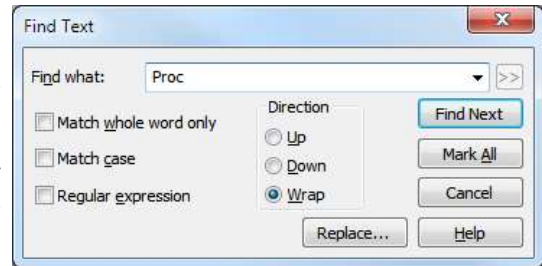 Find Text
Find what: Proc >>
Match whole word only
Match case
Regular expression
Direction
Up
Down
Wrap
Find Next
Mark All
Cancel
Replace... Help